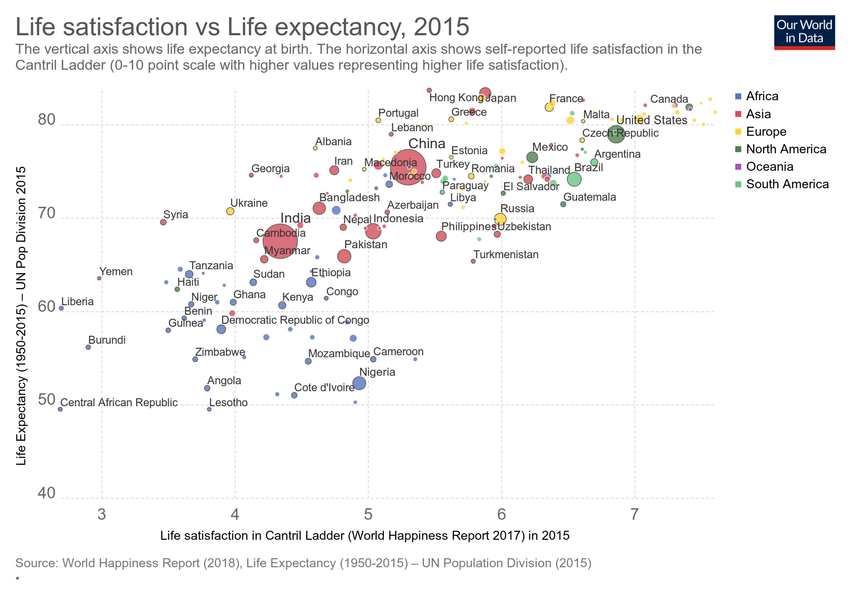 Life satisfaction vs Life expectancy, 2015
The vertical axis shows life expectancy at birth. The horizontal axis shows self-reported life satisfaction in the
Cantril Ladder (0-10 point scale with higher values representing higher life satisfaction).
Our World
in Data
Life Expectancy (1950-2015) – UN Pop Division 2015
80
70
60
50
40
Hong Kong
Japan
France
Canada
Portugal
Greece
Malta
United States
Lebanon
Czech Republic
Albania
China
Estonia
Mexico
Argentina
Georgia
Iran
Macedonia
Turkey
Romania
Thailand
Brazil
Morocco
Paraguay
El Salvador
Bangladesh
Libya
Guatemala
Syria
Ukraine
Azerbaijan
Russia
India
Nepal
Indonesia
Philippines
Uzbekistan
Cambodia
Myanmar
Pakistan
Turkmenistan
Yemen
Tanzania
Sudan
Ethiopia
Haiti
Liberia
Niger
Ghana
Kenya
Congo
Benin
Guinea
Democratic Republic of Congo
Burundi
Zimbabwe
Mozambique
Cameroon
Angola
Cote d'Ivoire
Nigeria
Central African Republic
Lesotho
3
4
5
6
7
Life satisfaction in Cantril Ladder (World Happiness Report 2017) in 2015
Africa
Asia
Europe
North America
Oceania
South America
Source: World Happiness Report (2018), Life Expectancy (1950-2015) – UN Population Division (2015)
•